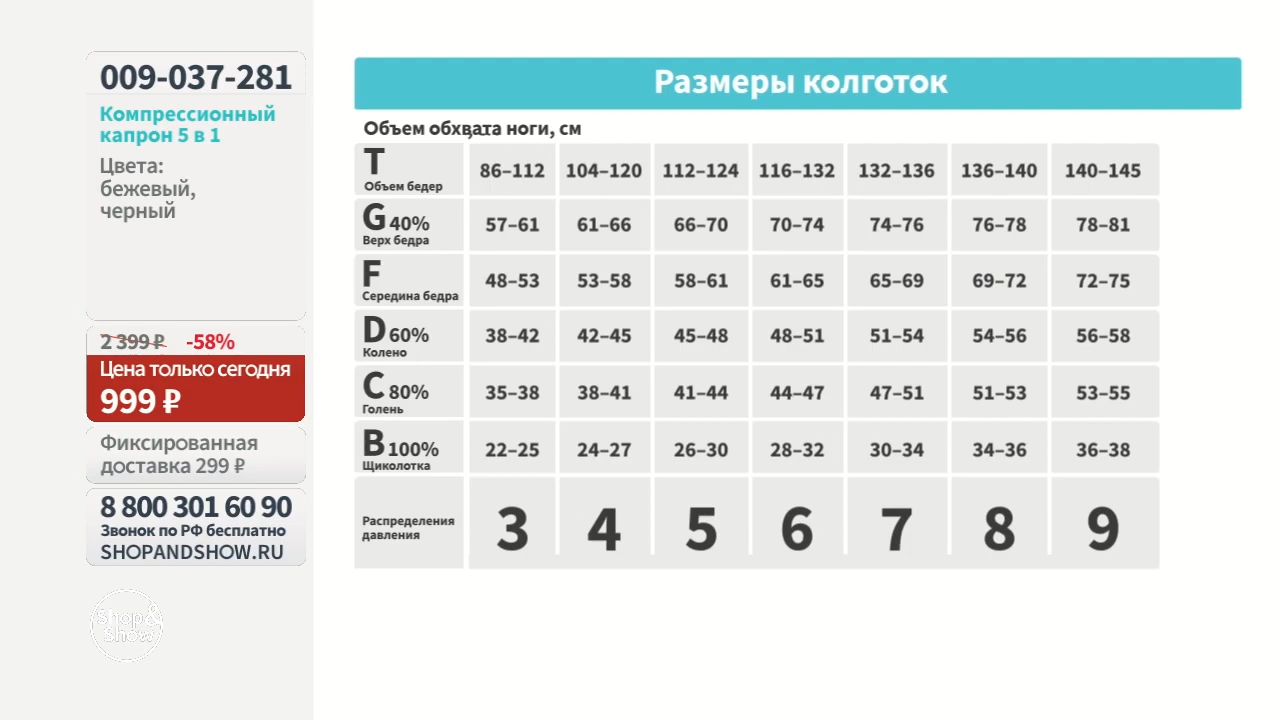 009-037-281
Компрессионный
капрон 5 в 1
Цвета:
бежевый,
черный
2 399 ₽ -58%
Цена только сегодня
999 ₽
Фиксированная
доставка 299 ₽
8 800 301 60 90
Звонок по РФ бесплатно
SHOPANDSHOW.RU
Shop&
Show
Размеры колготок
Объем обхвата ноги, см
T 86–112 104–120 112–124 116–132 132–136 136–140 140–145
Объем бедер
G 40% 57–61 61–66 66–70 70–74 74–76 76–78 78–81
Верх бедра
F 48–53 53–58 58–61 61–65 65–69 69–72 72–75
Середина бедра
D 60% 38–42 42–45 45–48 48–51 51–54 54–56 56–58
Колено
C 80% 35–38 38–41 41–44 44–47 47–51 51–53 53–55
Голень
B 100% 22–25 24–27 26–30 28–32 30–34 34–36 36–38
Щиколотка
Распределения
давления
3 4 5 6 7 8 9